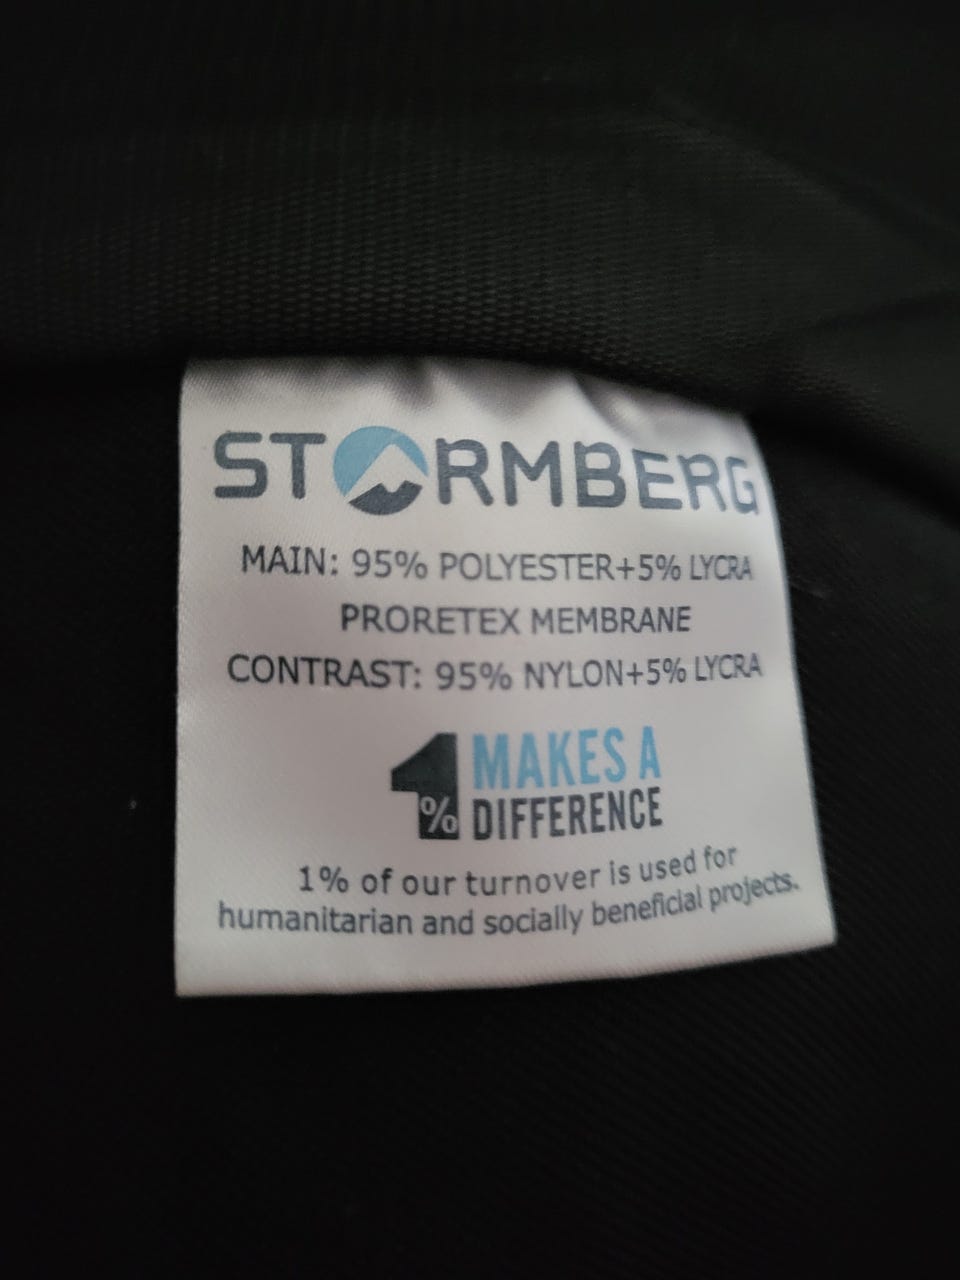 STORMBERG
MAIN: 95% POLYESTER+5% LYCRA
PRORETEX MEMBRANE
CONTRAST: 95% NYLON+5% LYCRA
1% MAKES A
DIFFERENCE
1% of our turnover is used for
humanitarian and socially beneficial projects.